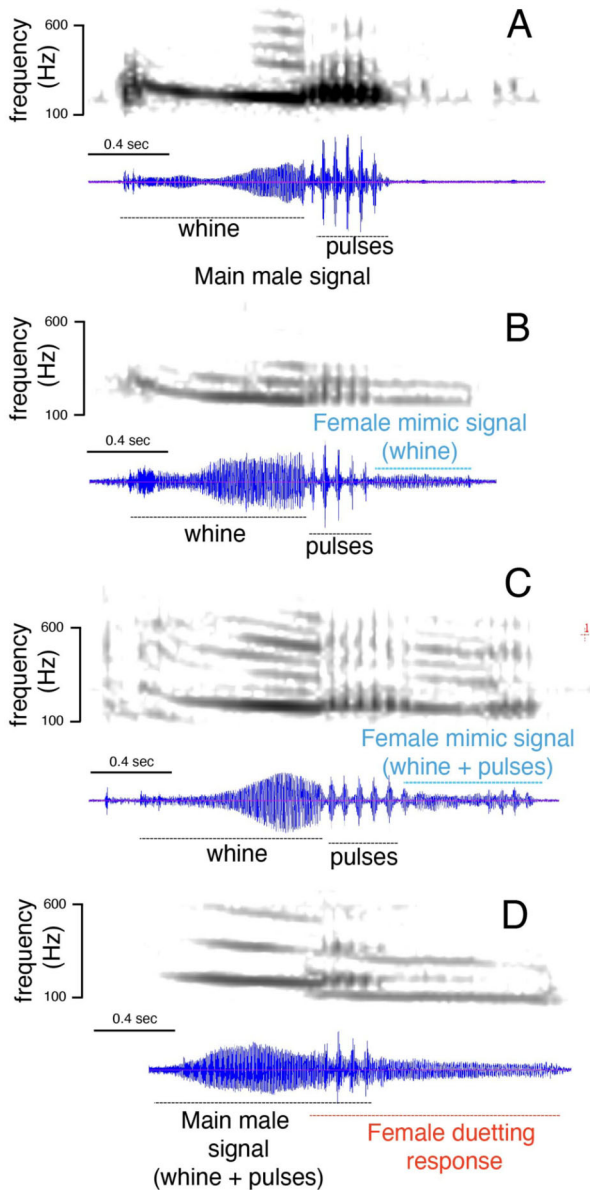 A
frequency
(Hz)
600
100
0.4 sec
whine
pulses
Main male signal
B
frequency
(Hz)
600
100
Female mimic signal
(whine)
0.4 sec
whine
pulses
C
frequency
(Hz)
600
100
1
Female mimic signal
(whine + pulses)
0.4 sec
whine
pulses
D
frequency
(Hz)
600
100
0.4 sec
Main male
signal
(whine + pulses)
Female duetting
response